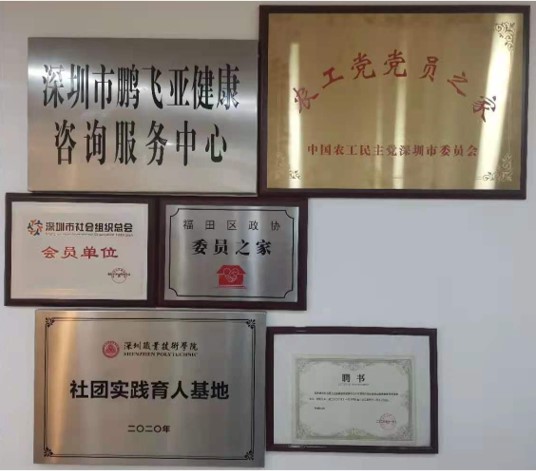 深圳市鹏飞亚健康
咨询服务中心
农工党党员之家
中国农工民主党深圳市委员会
深圳市社会组织总会
会员单位
福田区政协
委员之家
深圳職業技術學院
SHENZHEN POLYTECHNIC
社团实践育人基地
二〇二〇年
聘书